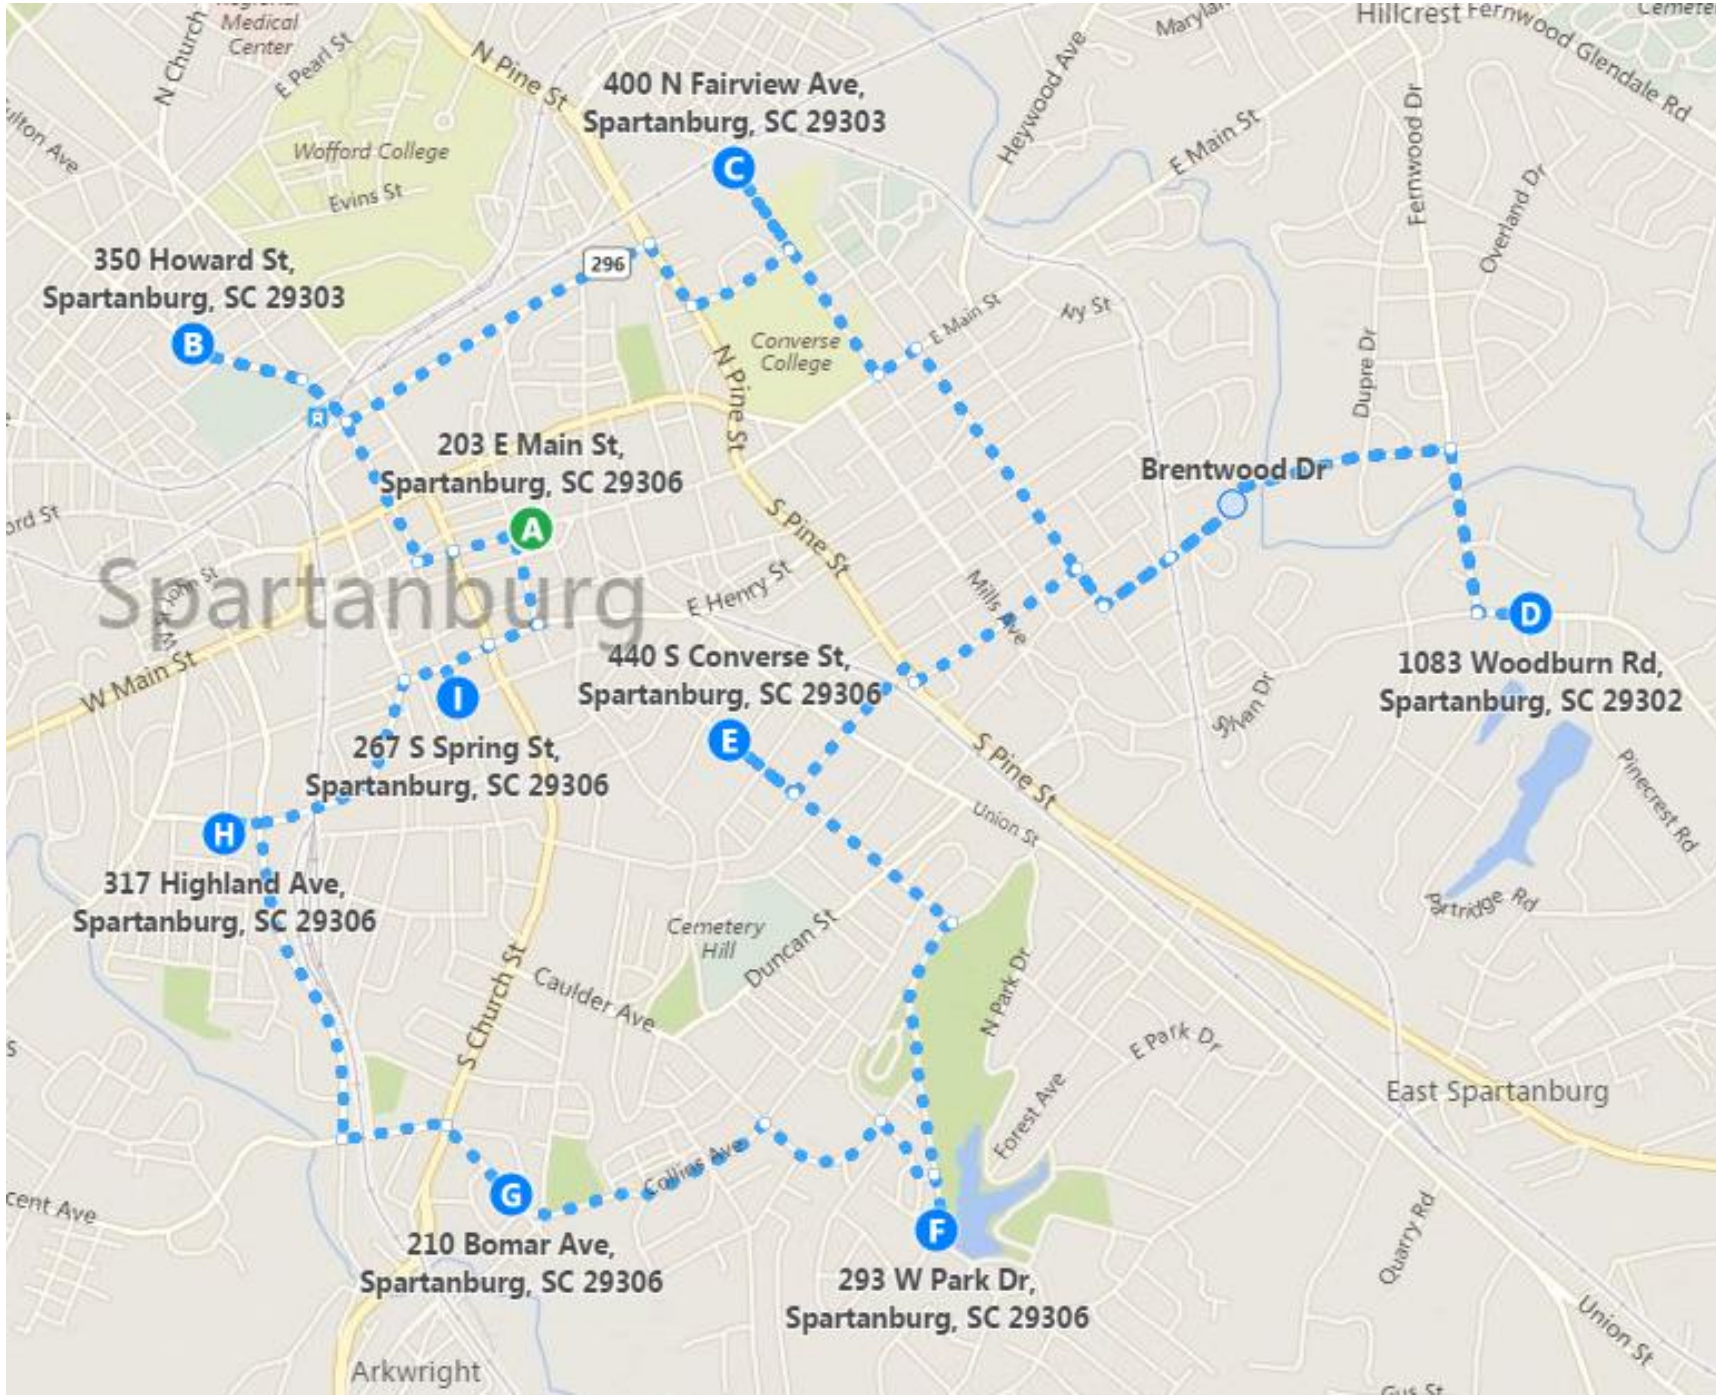 Regional
Medical
Center
N Church
E Pearl St
N Pine St
400 N Fairview Ave,
Spartanburg, SC 29303
C
Heywood Ave
Hillcrest
Fernwood Glendale Rd
E Main St
Fernwood Dr
Overland Dr
Wofford College
Evins St
350 Howard St,
Spartanburg, SC 29303
B
296
Converse
College
E Main St
Dupre Dr
N Pine St
203 E Main St,
Spartanburg, SC 29306
A
Brentwood Dr
S Pine St
Spartanburg
E Henry St
Mills Ave
D
1083 Woodburn Rd,
Spartanburg, SC 29302
W Main St
440 S Converse St,
Spartanburg, SC 29306
E
I
267 S Spring St,
Spartanburg, SC 29306
S Pine St
Union St
Pinecrest Rd
H
317 Highland Ave,
Spartanburg, SC 29306
Cemetery
Hill
Duncan St
Caulder Ave
S Church St
N Park Dr
E Park Dr
Forest Ave
East Spartanburg
Collins Ave
G
210 Bomar Ave,
Spartanburg, SC 29306
F
293 W Park Dr,
Spartanburg, SC 29306
Quarry Rd
Union St
Arkwright